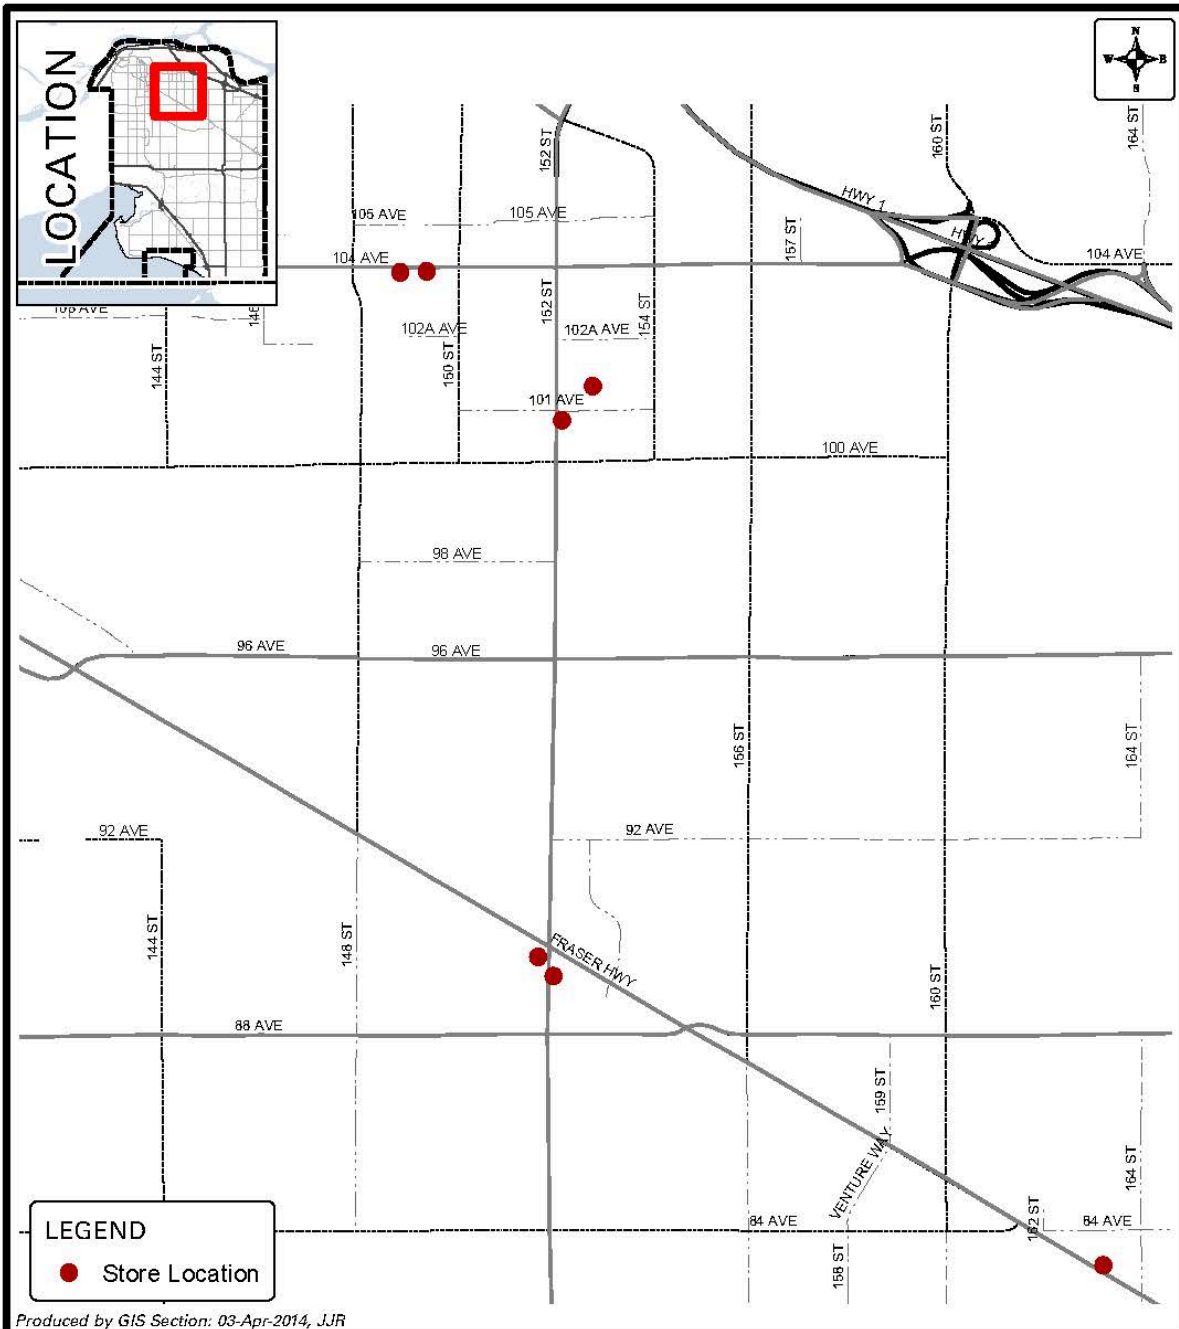 LOCATION
N
W E
S
152 ST
160 ST
164 ST
HWY 1
105 AVE
105 AVE
157 ST
HWY
104 AVE
104 AVE
152 ST
154 ST
102A AVE
102A AVE
144 ST
150 ST
101 AVE
100 AVE
98 AVE
96 AVE
96 AVE
156 ST
164 ST
92 AVE
92 AVE
144 ST
148 ST
FRASER HWY
160 ST
88 AVE
159 ST
VENTURE WAY
164 ST
84 AVE
162 ST
84 AVE
158 ST
LEGEND
Store Location
Produced by GIS Section: 03-Apr-2014, JJR